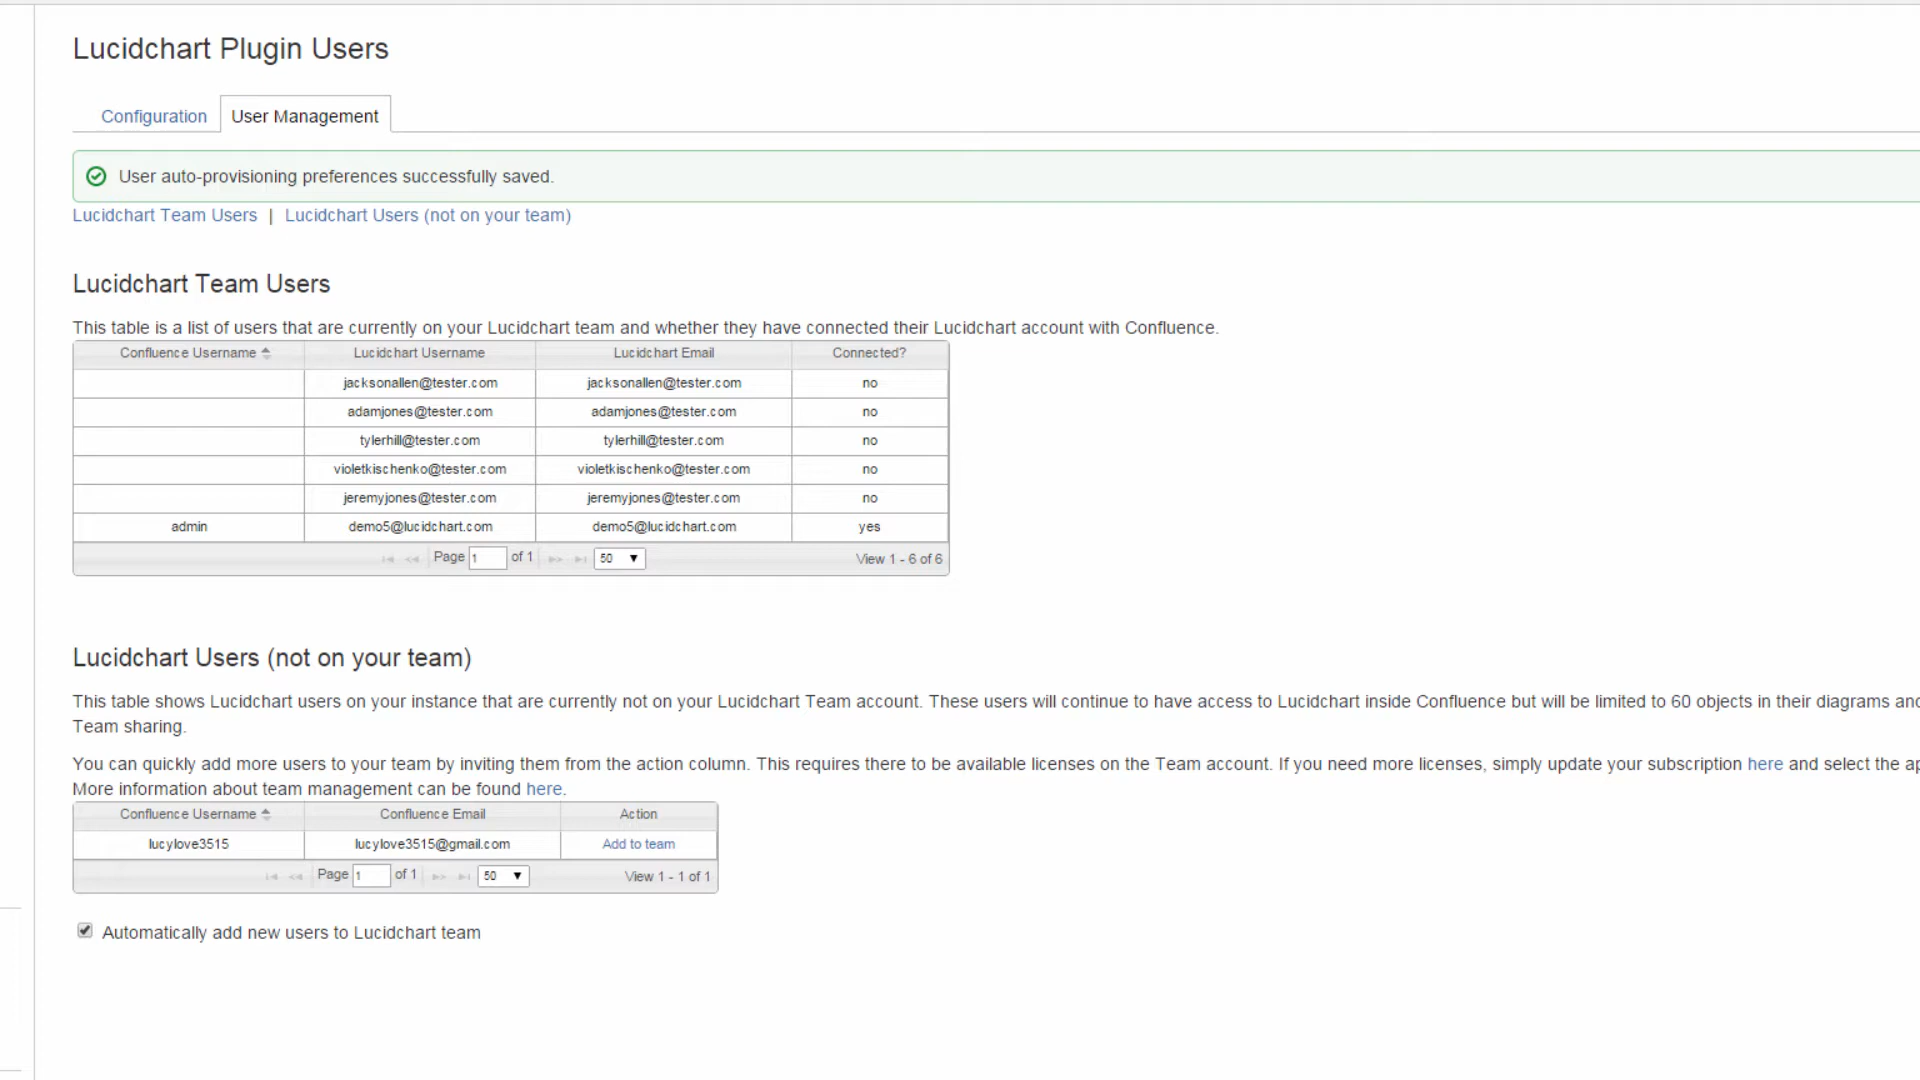 Lucidchart Plugin Users
Configuration User Management
User auto-provisioning preferences successfully saved.
Lucidchart Team Users | Lucidchart Users (not on your team)
Lucidchart Team Users
This table is a list of users that are currently on your Lucidchart team and whether they have connected their Lucidchart account with Confluence.
Confluence Username Lucidchart Username Lucidchart Email Connected?
jacksonallen@tester.com jacksonallen@tester.com no
adamjones@tester.com adamjones@tester.com no
tylerhill@tester.com tylerhill@tester.com no
violetkischenko@tester.com violetkischenko@tester.com no
jeremyjones@tester.com jeremyjones@tester.com no
admin demo5@lucidchart.com demo5@lucidchart.com yes
Page 1 of 1 50 View 1 - 6 of 6
Lucidchart Users (not on your team)
This table shows Lucidchart users on your instance that are currently not on your Lucidchart Team account. These users will continue to have access to Lucidchart inside Confluence but will be limited to 60 objects in their diagrams
Team sharing.
You can quickly add more users to your team by inviting them from the action column. This requires there to be available licenses on the Team account. If you need more licenses, simply update your subscription here and select the
More information about team management can be found here.
Confluence Username Confluence Email Action
lucylove3515 lucylove3515@gmail.com Add to team
Page 1 of 1 50 View 1 - 1 of 1
Automatically add new users to Lucidchart team